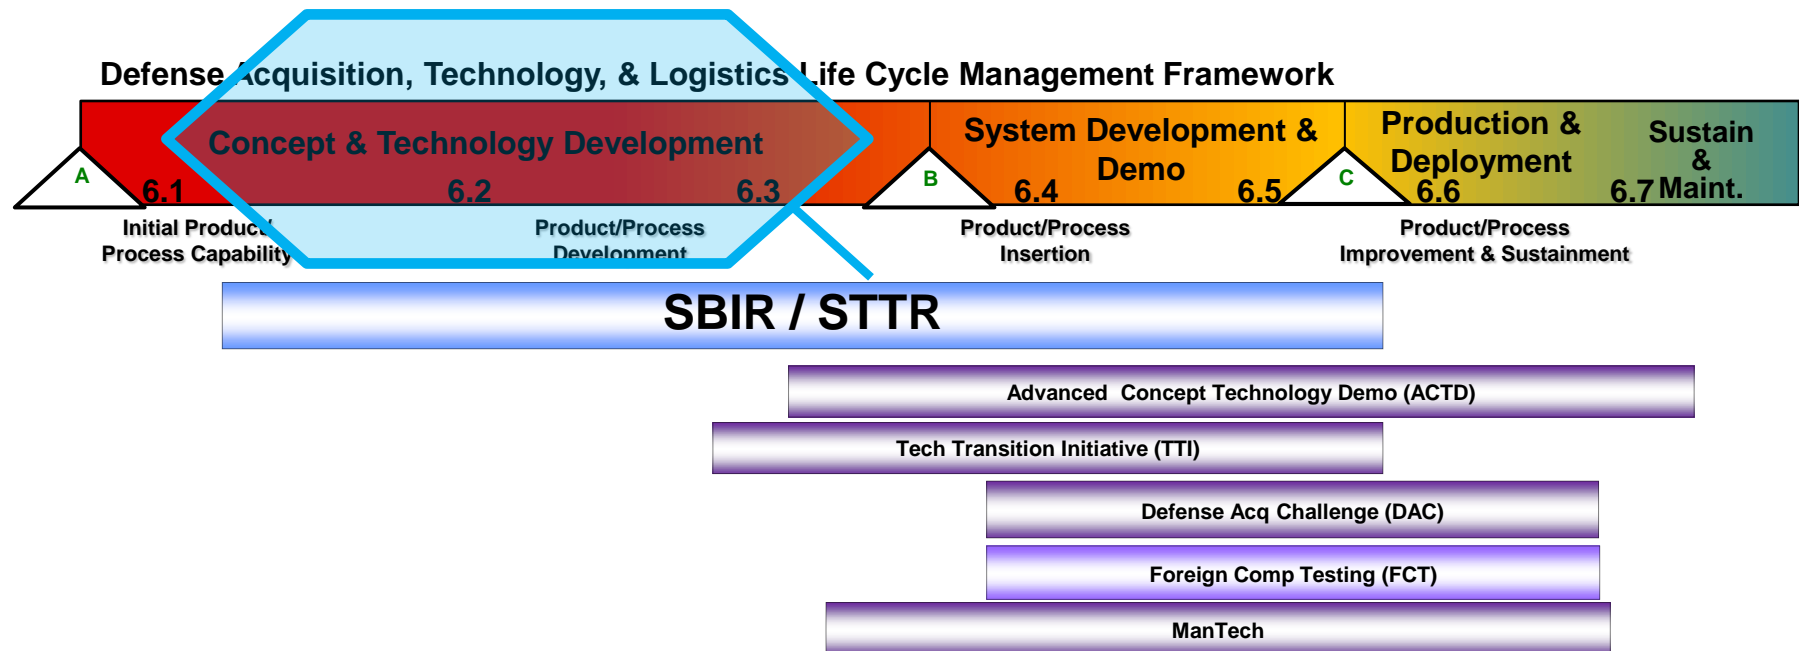 Defense Acquisition, Technology, & Logistics Life Cycle Management Framework
Concept & Technology Development
System Development &
Demo
Production &
Deployment
Sustain
&
Maint.
A
6.1
6.2
6.3
B
6.4
6.5
C
6.6
6.7
Initial Product/
Process Capability
Product/Process
Development
Product/Process
Insertion
Product/Process
Improvement & Sustainment
SBIR / STTR
Advanced Concept Technology Demo (ACTD)
Tech Transition Initiative (TTI)
Defense Acq Challenge (DAC)
Foreign Comp Testing (FCT)
ManTech